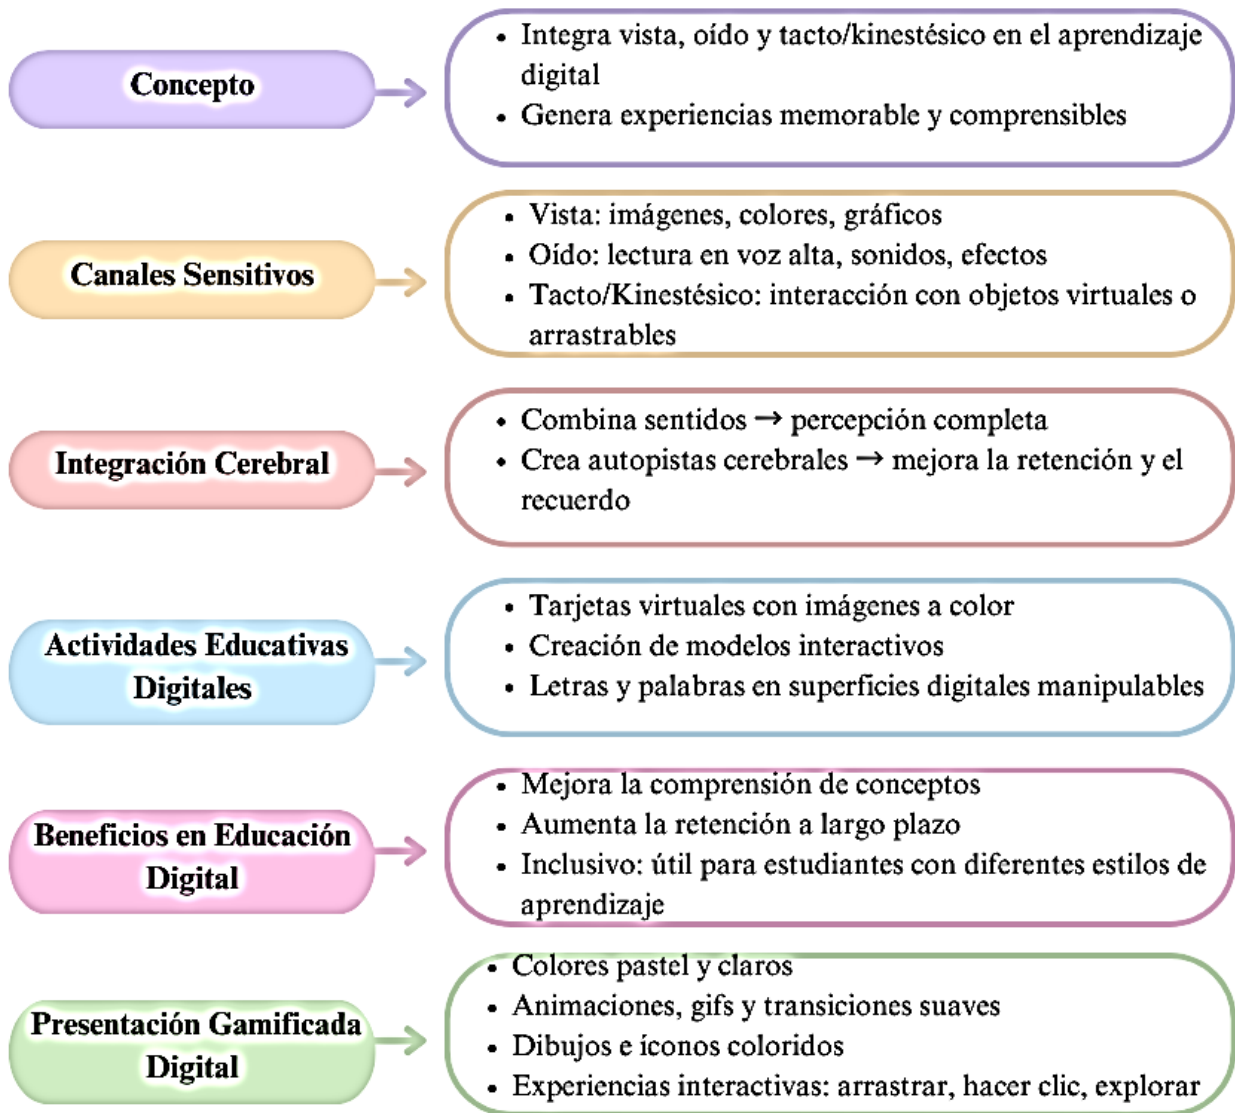 Concepto
• Integra vista, oído y tacto/kinestésico en el aprendizaje
digital
• Genera experiencias memorable y comprensibles
Canales Sensitivos
• Vista: imágenes, colores, gráficos
• Oído: lectura en voz alta, sonidos, efectos
• Tacto/Kinestésico: interacción con objetos virtuales o
arrastrables
Integración Cerebral
• Combina sentidos → percepción completa
• Crea autopistas cerebrales → mejora la retención y el
recuerdo
Actividades Educativas
Digitales
• Tarjetas virtuales con imágenes a color
• Creación de modelos interactivos
• Letras y palabras en superficies digitales manipulables
Beneficios en Educación
Digital
• Mejora la comprensión de conceptos
• Aumenta la retención a largo plazo
• Inclusivo: útil para estudiantes con diferentes estilos de
aprendizaje
Presentación Gamificada
Digital
• Colores pastel y claros
• Animaciones, gifs y transiciones suaves
• Dibujos e íconos coloridos
• Experiencias interactivas: arrastrar, hacer clic, explorar